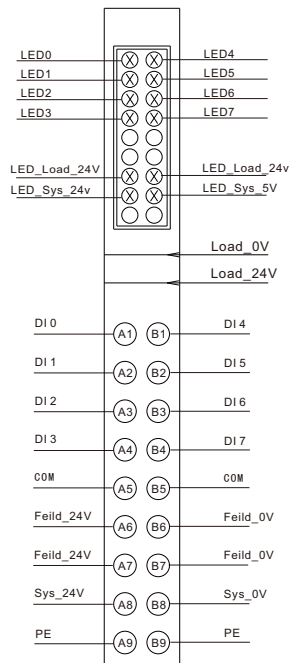 LED0 LED4
LED1 LED5
LED2 LED6
LED3 LED7
LED_Load_24V LED_Load_24v
LED_Sys_24v LED_Sys_5V
Load_0V
Load_24V
DI 0 A1 B1 DI 4
DI 1 A2 B2 DI 5
DI 2 A3 B3 DI 6
DI 3 A4 B4 DI 7
COM A5 B5 COM
Feild_24V A6 B6 Feild_0V
Feild_24V A7 B7 Feild_0V
Sys_24V A8 B8 Sys_0V
PE A9 B9 PE